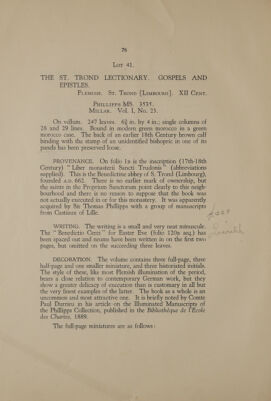 76
LOT 41.
THE ST. TROND LECTIONARY. GOSPELS AND
EPISTLES.
FLEMISH. ST. TROND [LIMBOURG]. XII CENT.
PHILLIPPS MS. 3535.
MILLAR. Vol. I, No. 23.
On vellum. 247 leaves. 6¾ in. by 4 in.; single columns of
28 and 29 lines. Bound in modern green morocco in a green
morocco case. The back of an earlier 18th Century brown calf
binding with the stamp of an unidentified bishopric in one of its
panels has been preserved loose.
PROVENANCE. On folio 1a is the inscription (17th-18th
Century) "Liber monasterii Sancti Trudonis" (abbreviations
supplied). This is the Benedictine abbey of S. Trond (Limbourg),
founded A.D. 662. There is no earlier mark of ownership, but
the saints in the Proprium Sanctorum point clearly to this neigh-
bourhood and there is no reason to suppose that the book was
not actually executed in or for this monastery. It was apparently
acquired by Sir Thomas Phillipps with a group of manuscripts
from Castiaux of Lille.
WRITING. The writing is a small and very neat minuscule.
The "Benedictio Cerei" for Easter Eve (folio 120a seq.) has
been spaced out and neums have been written in on the first two
pages, but omitted on the succeeding three leaves.
DECORATION. The volume contains three full-page, three
half-page and one smaller miniature, and three historiated initials.
The style of these, like most Flemish illumination of the period,
bears a close relation to contemporary German work, but they
show a greater delicacy of execution than is customary in all but
the very finest examples of the latter. The book as a whole is an
uncommon and most attractive one. It is briefly noted by Comte
Paul Durrieu in his article on the Illuminated Manuscripts of
the Phillipps Collection, published in the Bibliothèque de l'Ecole
des Chartes, 1889.
The full-page miniatures are as follows: